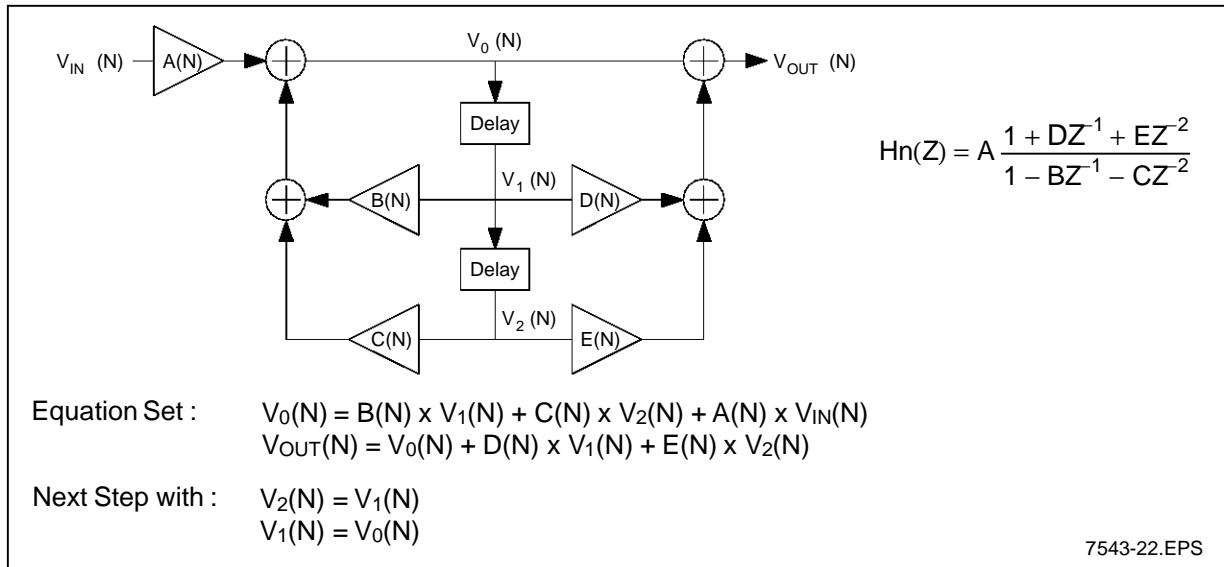 V0 (N)
VIN (N) A(N) VOUT (N)
Delay
Hn(Z) = A (1 + DZ⁻¹ + EZ⁻²) / (1 − BZ⁻¹ − CZ⁻²)
V1 (N)
B(N) D(N)
Delay
V2 (N)
C(N) E(N)
Equation Set : V0(N) = B(N) x V1(N) + C(N) x V2(N) + A(N) x VIN(N)
VOUT(N) = V0(N) + D(N) x V1(N) + E(N) x V2(N)
Next Step with : V2(N) = V1(N)
V1(N) = V0(N)
7543-22.EPS